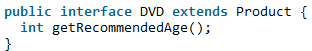 public interface DVD extends Product {
  int getRecommendedAge();
}